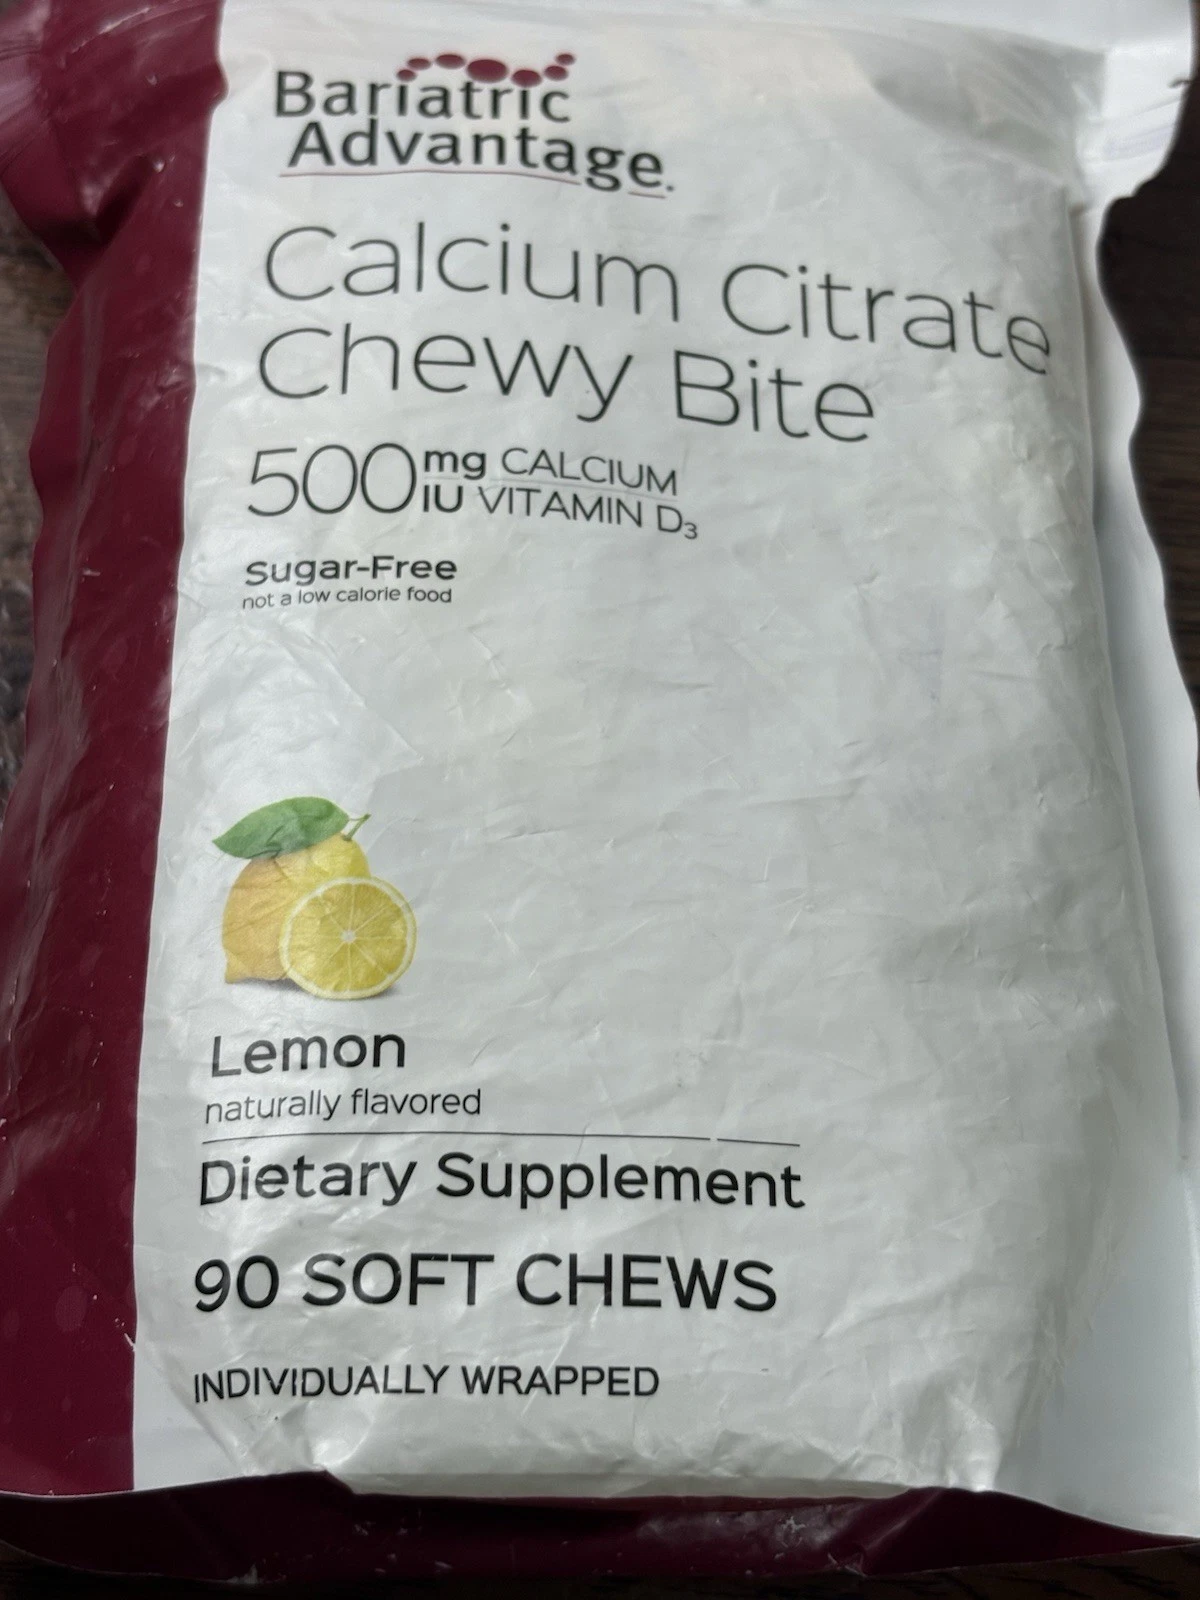 Bariatric
Advantage.
Calcium Citrate
Chewy Bite
500 mg CALCIUM
IU VITAMIN D3
Sugar-Free
not a low calorie food
Lemon
naturally flavored
Dietary Supplement
90 SOFT CHEWS
INDIVIDUALLY WRAPPED